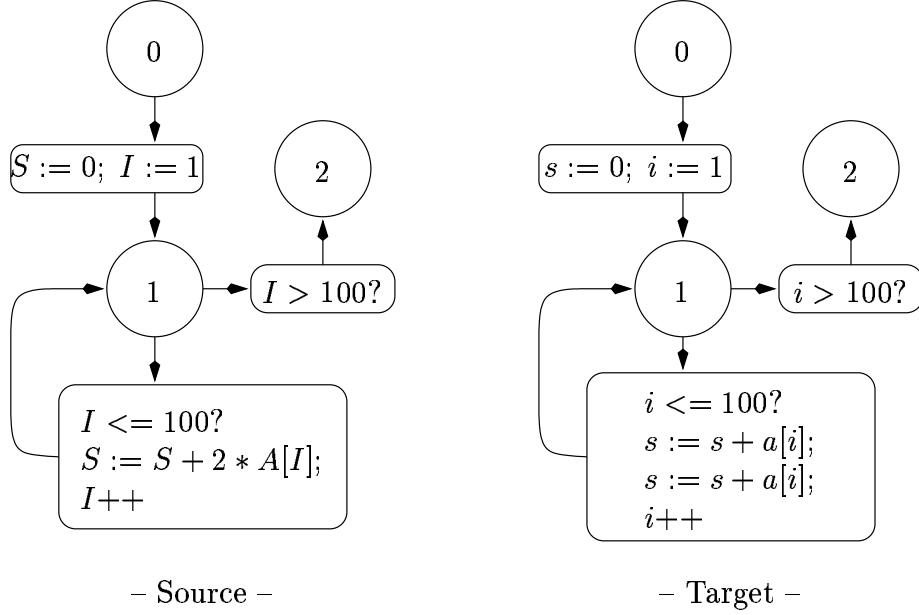 0
S := 0; I := 1
2
1
I > 100?
I <= 100?
S := S + 2 * A[I];
I++
– Source –
0
s := 0; i := 1
2
1
i > 100?
i <= 100?
s := s + a[i];
s := s + a[i];
i++
– Target –